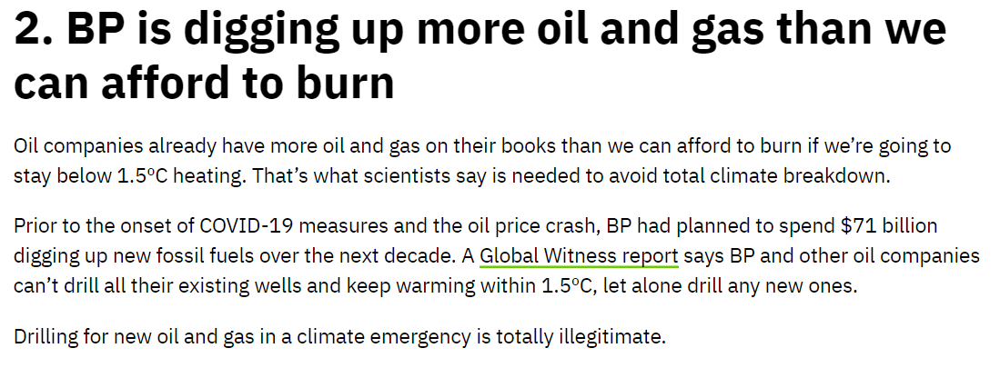 2. BP is digging up more oil and gas than we
can afford to burn
Oil companies already have more oil and gas on their books than we can afford to burn if we’re going to
stay below 1.5ºC heating. That’s what scientists say is needed to avoid total climate breakdown.
Prior to the onset of COVID-19 measures and the oil price crash, BP had planned to spend $71 billion
digging up new fossil fuels over the next decade. A Global Witness report says BP and other oil companies
can’t drill all their existing wells and keep warming within 1.5ºC, let alone drill any new ones.
Drilling for new oil and gas in a climate emergency is totally illegitimate.